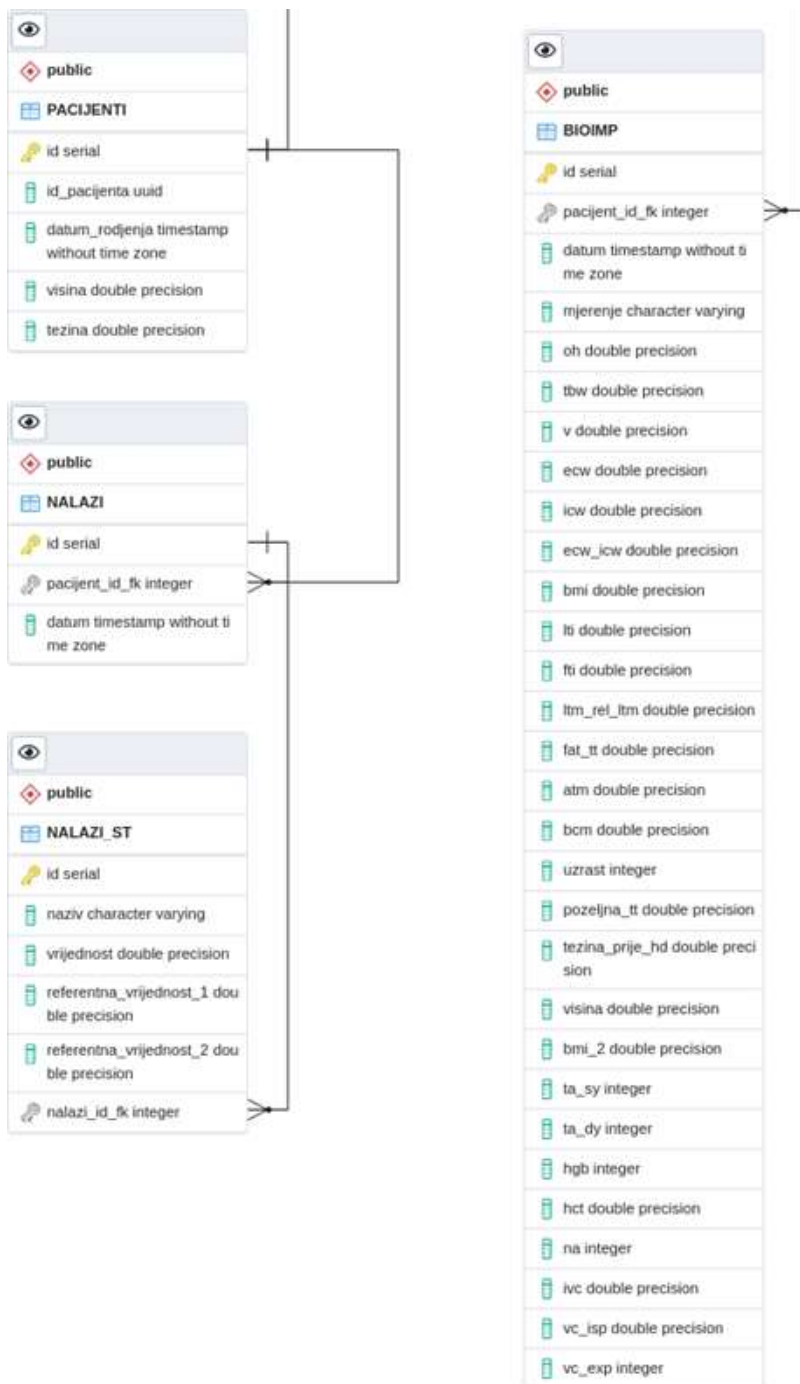 public
PACIJENTI
id serial
id_pacijenta uuid
datum_rodjenja timestamp
without time zone
visina double precision
tezina double precision
public
NALAZI
id serial
pacijent_id_fk integer
datum timestamp without ti
me zone
public
NALAZI_ST
id serial
naziv character varying
vrijednost double precision
referentna_vrijednost_1 dou
ble precision
referentna_vrijednost_2 dou
ble precision
nalazi_id_fk integer
public
BIOIMP
id serial
pacijent_id_fk integer
datum timestamp without ti
me zone
mjerenje character varying
oh double precision
tbw double precision
v double precision
ecw double precision
icw double precision
ecw_icw double precision
bmi double precision
lti double precision
fti double precision
ltm_rel_ltm double precision
fat_tt double precision
atm double precision
bcm double precision
uzrast integer
pozeljna_tt double precision
tezina_prije_hd double preci
sion
visina double precision
bmi_2 double precision
ta_sy integer
ta_dy integer
hgb integer
hct double precision
na integer
ivc double precision
vc_isp double precision
vc_exp integer